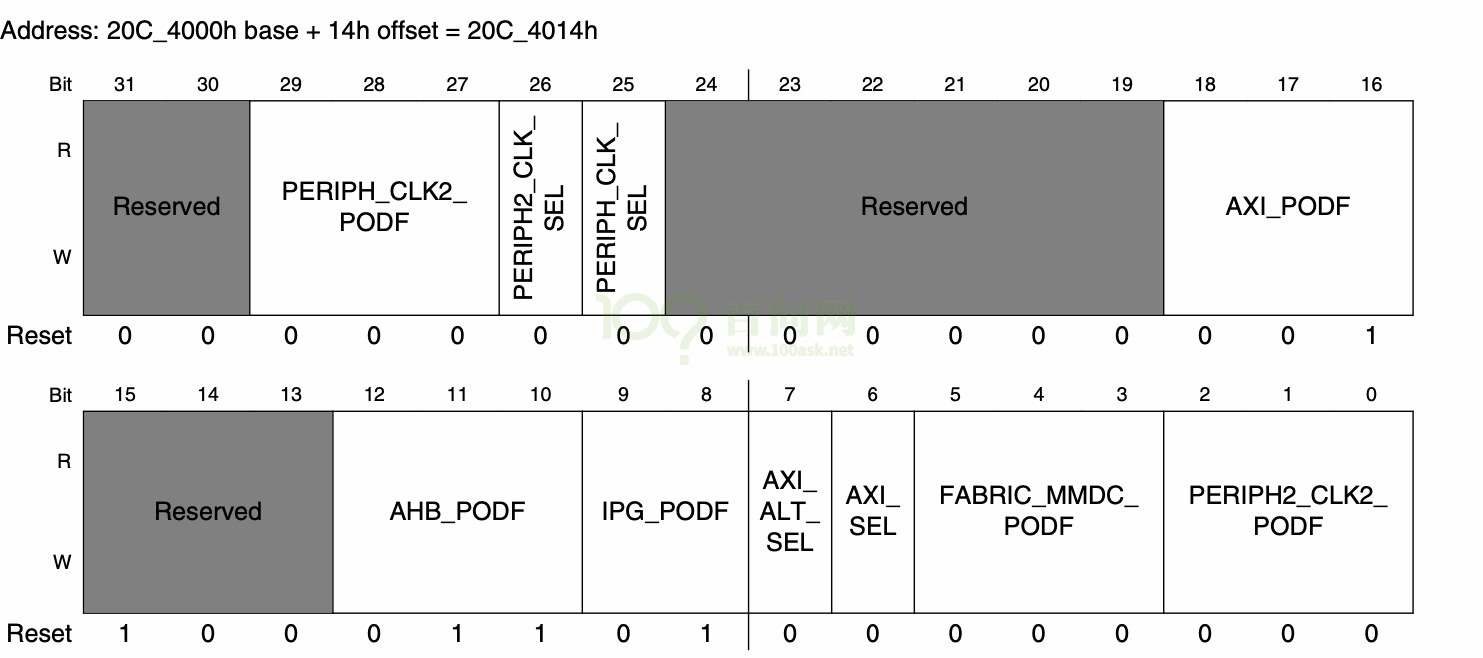 Address: 20C_4000h base + 14h offset = 20C_4014h
Bit 31 30 29 28 27 26 25 24 23 22 21 20 19 18 17 16
R
W
Reserved
PERIPH_CLK2_
PODF
PERIPH2_CLK_
SEL
PERIPH_CLK_
SEL
Reserved
AXI_PODF
Reset 0 0 0 0 0 0 0 0 0 0 0 0 0 0 0 1
100ask
百问网
www.100ask.net
Bit 15 14 13 12 11 10 9 8 7 6 5 4 3 2 1 0
R
W
Reserved
AHB_PODF
IPG_PODF
AXI_
ALT_
SEL
AXI_
SEL
FABRIC_MMDC_
PODF
PERIPH2_CLK2_
PODF
Reset 1 0 0 0 1 1 0 1 0 0 0 0 0 0 0 0